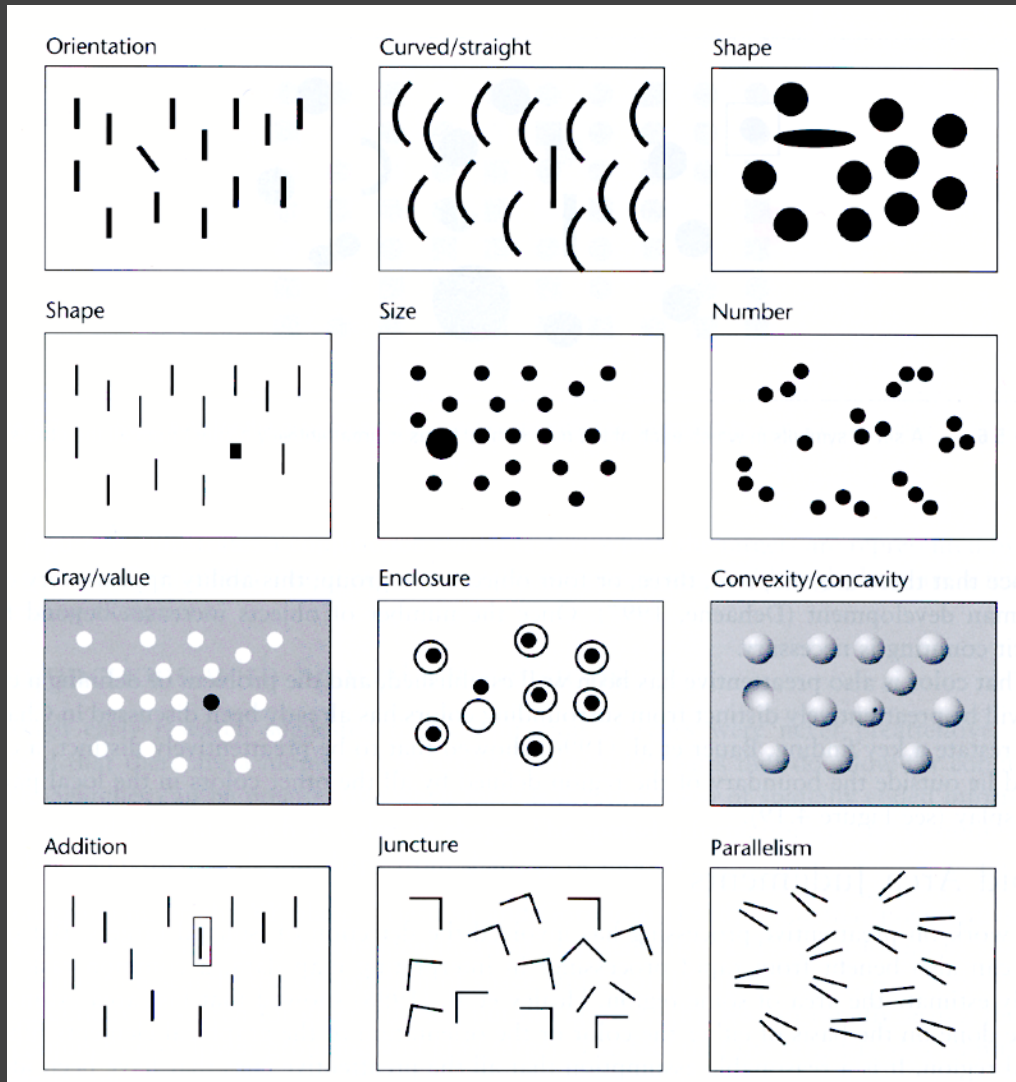 Orientation
Curved/straight
Shape
Shape
Size
Number
Gray/value
Enclosure
Convexity/concavity
Addition
Juncture
Parallelism